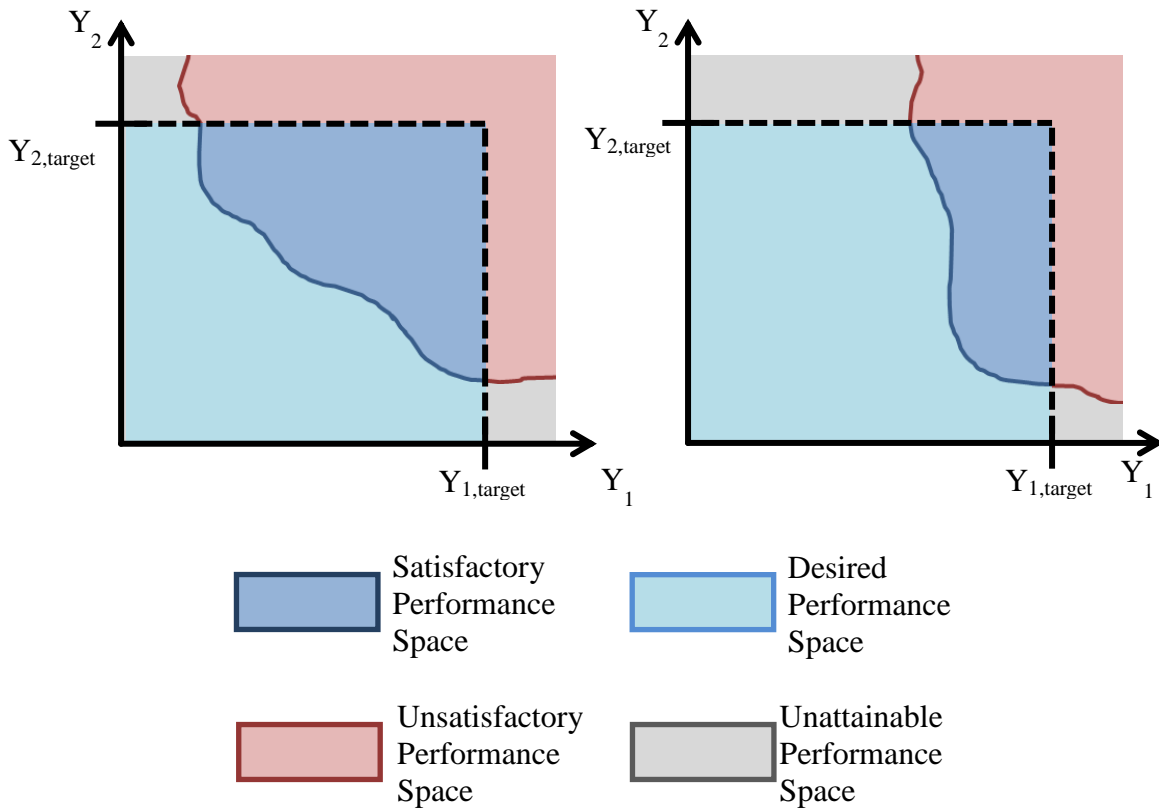 Y2
Y2,target
Y1,target
Y1
Y2
Y2,target
Y1,target
Y1
Satisfactory
Performance
Space
Desired
Performance
Space
Unsatisfactory
Performance
Space
Unattainable
Performance
Space